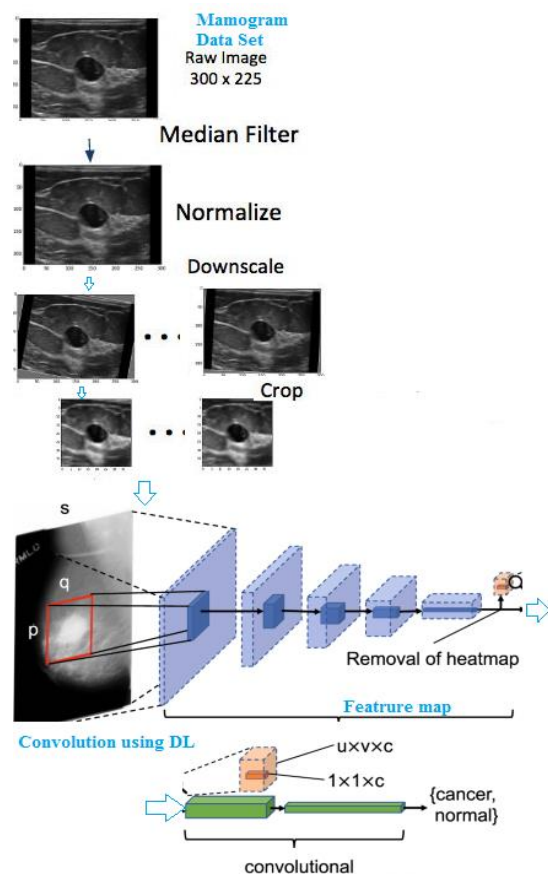 Mamogram
Data Set
Raw Image
300 x 225
Median Filter
Normalize
Downscale
Crop
s
q
p
Removal of heatmap
Featrure map
Convolution using DL
u×v×c
1×1×c
{cancer,
normal}
convolutional